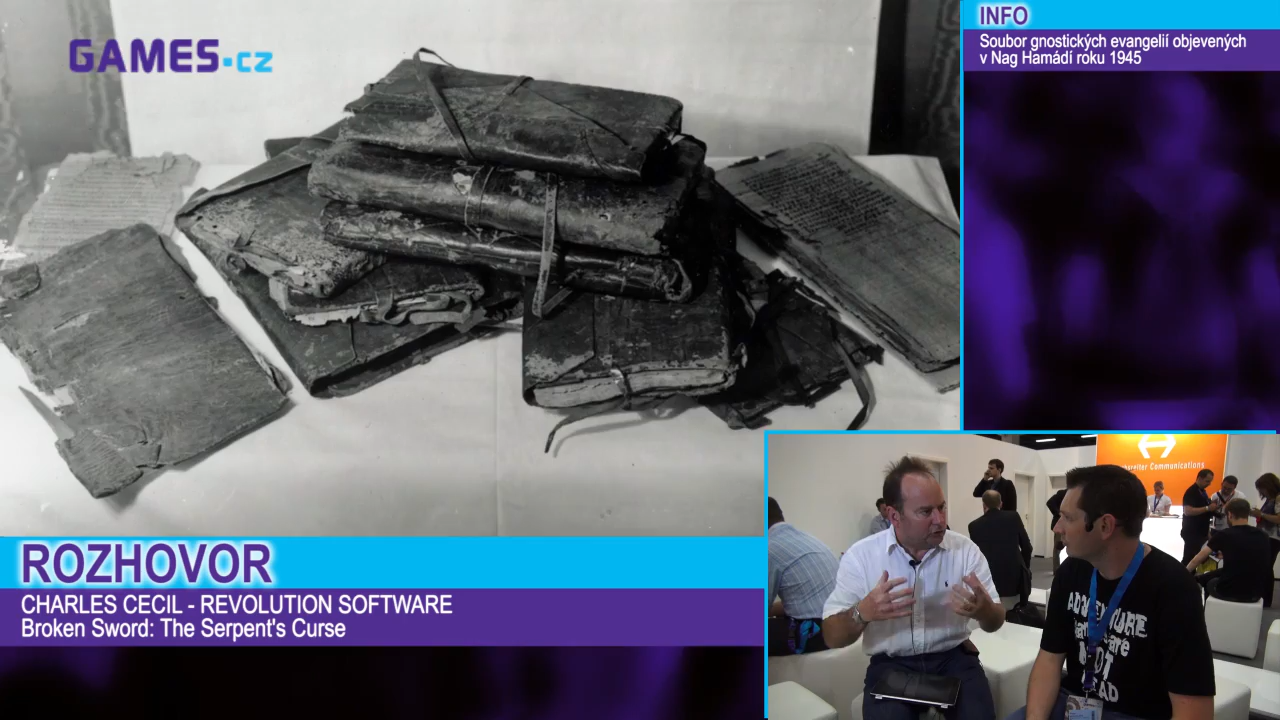 GAMES.cz
INFO
Soubor gnostických evangelií objevených
v Nag Hamádí roku 1945
ROZHOVOR
CHARLES CECIL - REVOLUTION SOFTWARE
Broken Sword: The Serpent's Curse
Communications
ADVENTURE
NOT
DEAD